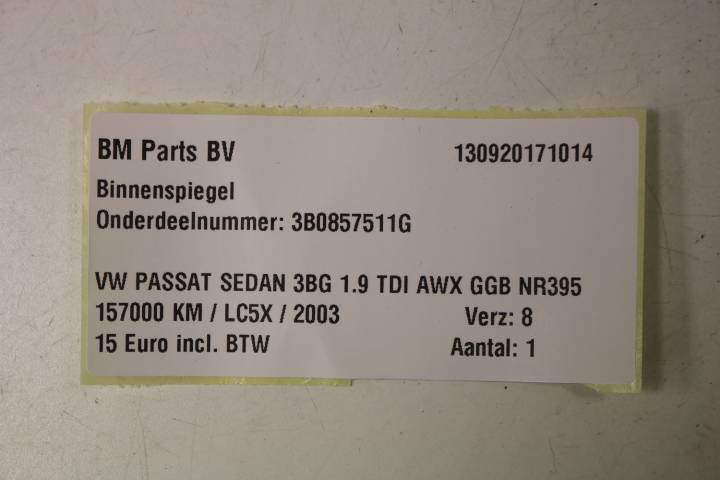 BM Parts BV 130920171014
Binnenspiegel
Onderdeelnummer: 3B0857511G
VW PASSAT SEDAN 3BG 1.9 TDI AWX GGB NR395
157000 KM / LC5X / 2003 Verz: 8
15 Euro incl. BTW Aantal: 1